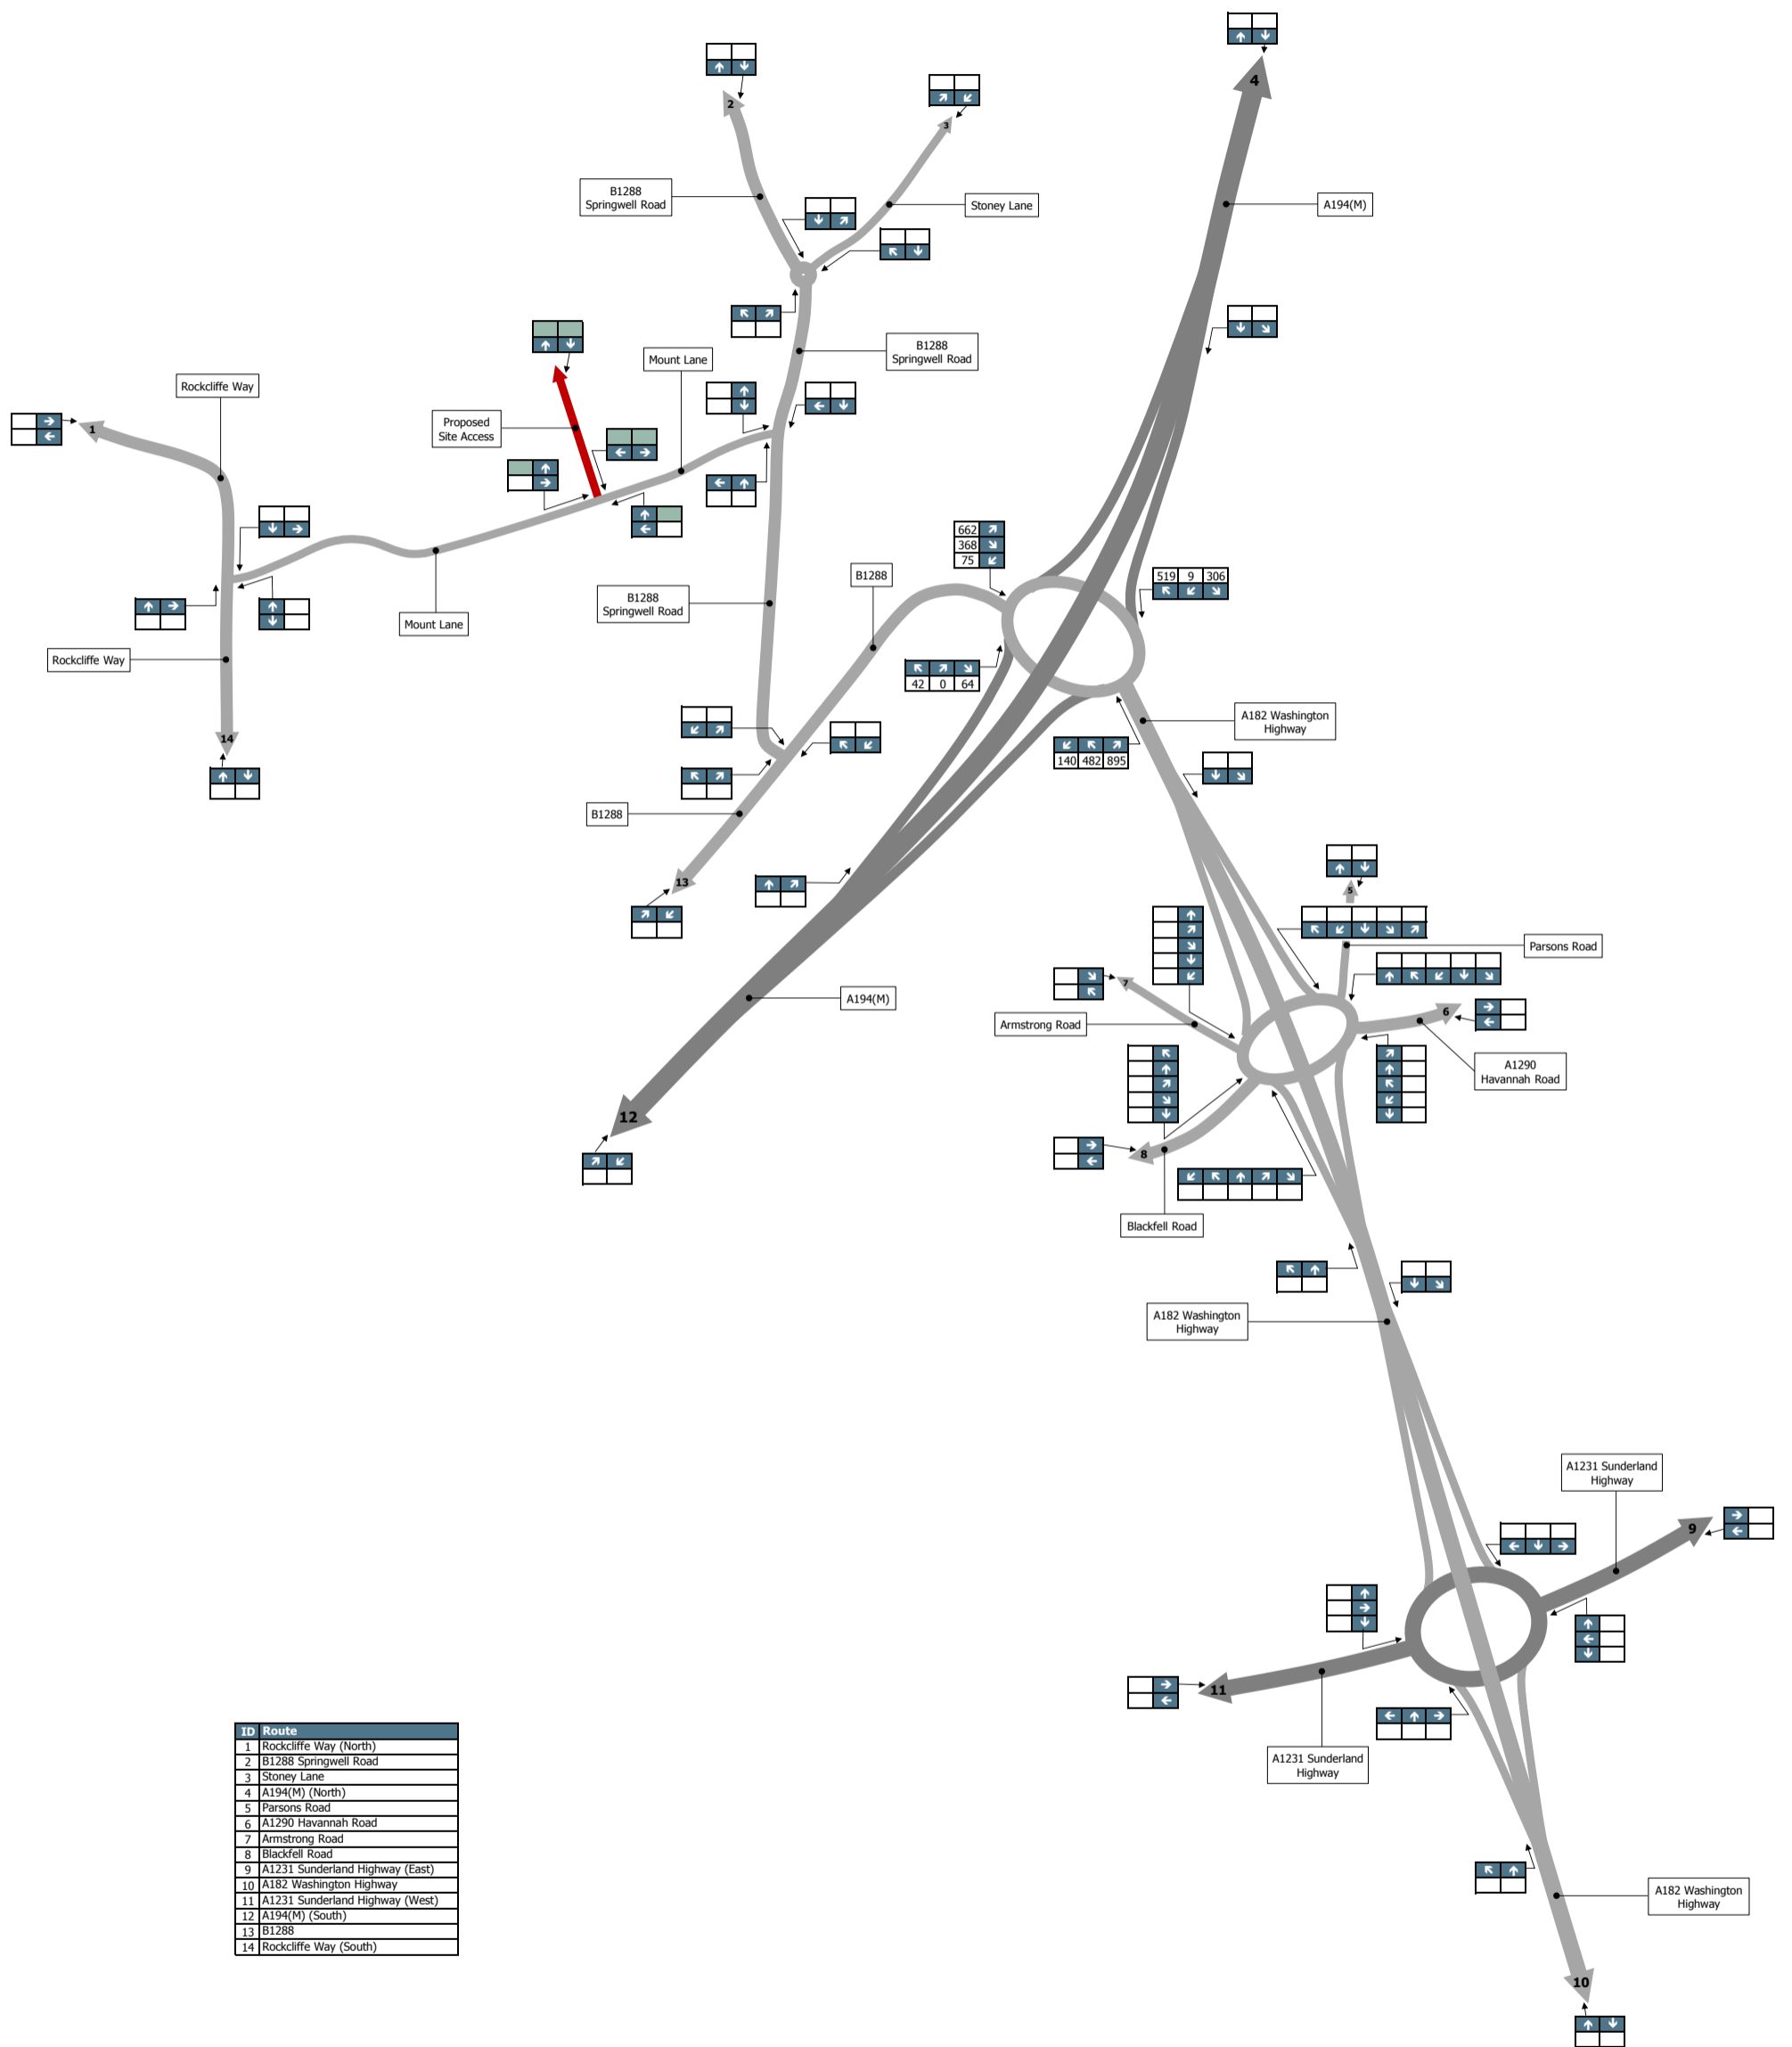 4
2
3
B1288
Springwell Road
Stoney Lane
A194(M)
B1288
Springwell Road
Mount Lane
Rockcliffe Way
1
Proposed
Site Access
662
368
75
519 9 306
B1288
B1288
Springwell Road
Mount Lane
Rockcliffe Way
42 0 64
A182 Washington
Highway
14
140 482 895
B1288
13
5
Parsons Road
7
A194(M)
6
Armstrong Road
A1290
Havannah Road
12
8
Blackfell Road
A182 Washington
Highway
A1231 Sunderland
Highway
9
11
A1231 Sunderland
Highway
ID Route
1 Rockcliffe Way (North)
2 B1288 Springwell Road
3 Stoney Lane
4 A194(M) (North)
5 Parsons Road
6 A1290 Havannah Road
7 Armstrong Road
8 Blackfell Road
9 A1231 Sunderland Highway (East)
10 A182 Washington Highway
11 A1231 Sunderland Highway (West)
12 A194(M) (South)
13 B1288
14 Rockcliffe Way (South)
A182 Washington
Highway
10